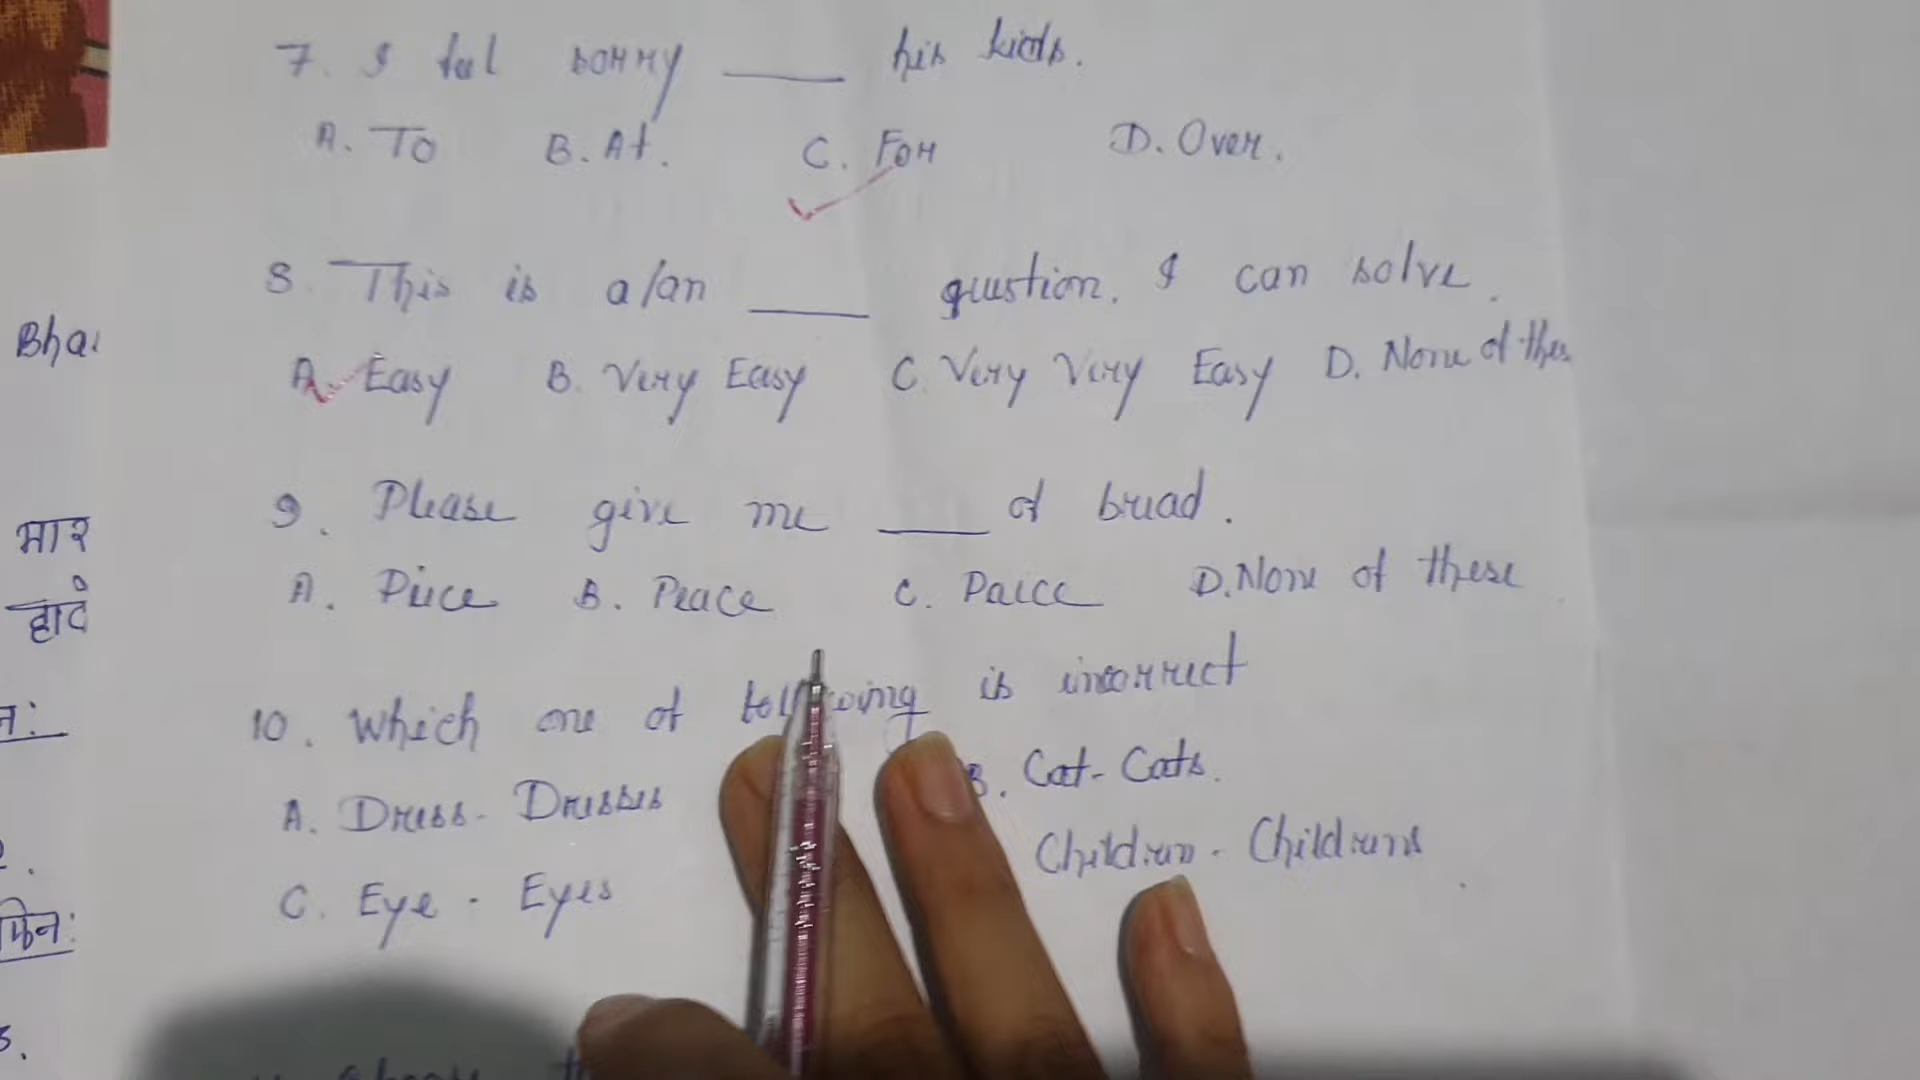 7. I feel sorry ____ his kids.
A. To B. At. C. For D. Over.
8. This is a/an ____ question. I can solve.
A. Easy B. Very Easy C. Very Very Easy D. None of thes
Bhai
9. Please give me ____ of bread.
भार
A. Piece B. Peace C. Paice D. None of these
हार्द
10. Which one of following is incorrect
A. Dress - Dresses B. Cat - Cats.
C. Eye - Eyes Children - Childrens